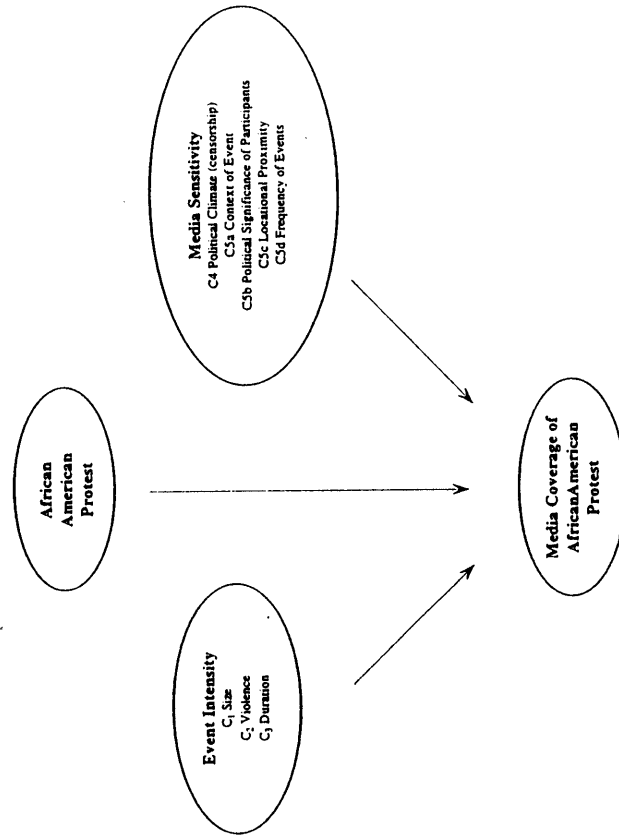 African
American
Protest
Event Intensity
C₁ Size
C₂ Violence
C₃ Duration
Media Sensitivity
C4 Political Climate (censorship)
C5a Context of Event
C5b Political Significance of Participants
C5c Locational Proximity
C5d Frequency of Events
Media Coverage of
AfricanAmerican
Protest